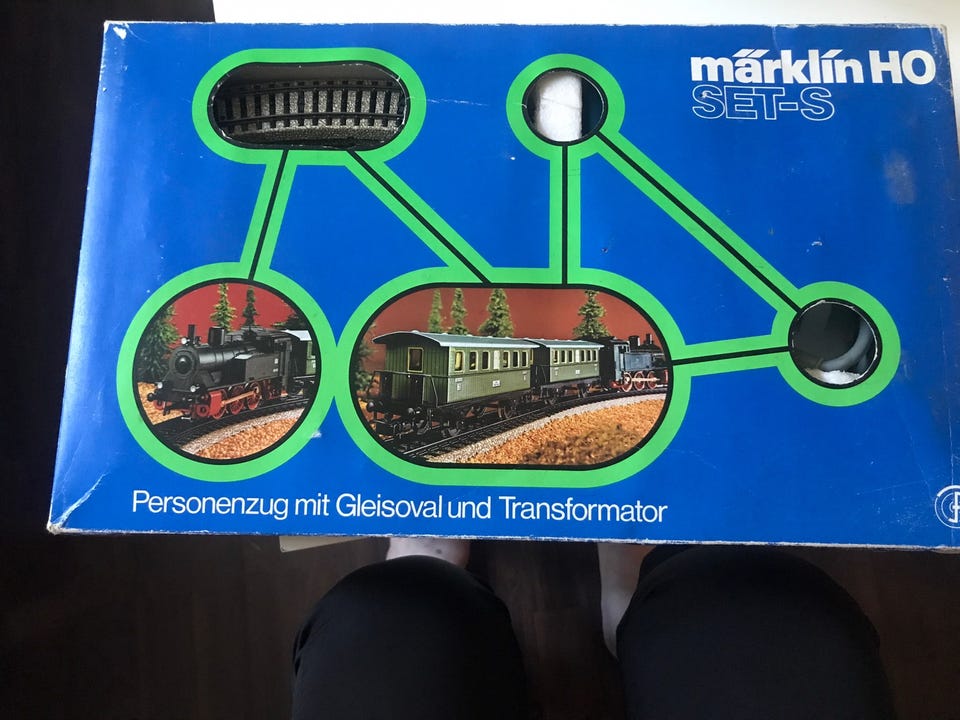 märklin HO
SET-S
Personenzug mit Gleisoval und Transformator